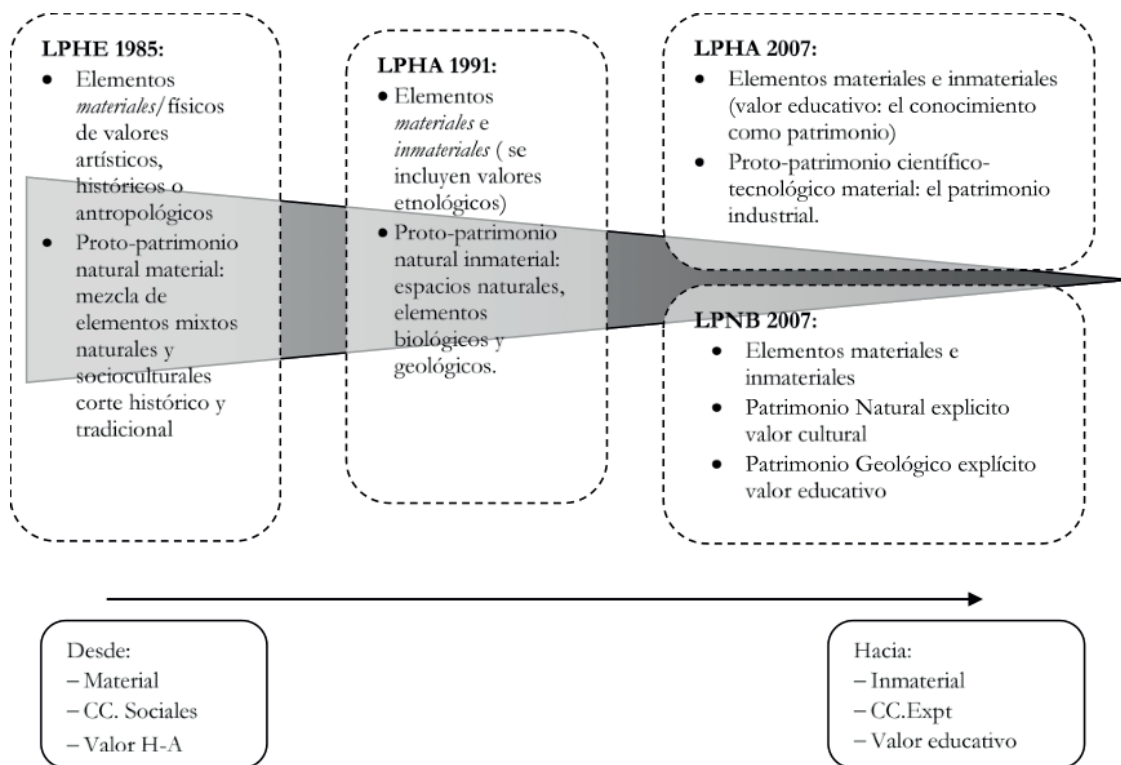 LPHE 1985:
● Elementos
materiales/físicos
de valores
artísticos,
históricos o
antropológicos
● Proto-patrimonio
natural material:
mezcla de
elementos mixtos
naturales y
socioculturales
corte histórico y
tradicional
LPHA 1991:
● Elementos
materiales e
inmateriales ( se
incluyen valores
etnológicos)
● Proto-patrimonio
natural inmaterial:
espacios naturales,
elementos
biológicos y
geológicos.
LPHA 2007:
● Elementos materiales e inmateriales
(valor educativo: el conocimiento
como patrimonio)
● Proto-patrimonio científico-
tecnológico material: el patrimonio
industrial.
LPNB 2007:
● Elementos materiales e
inmateriales
● Patrimonio Natural explicito
valor cultural
● Patrimonio Geológico explícito
valor educativo
Desde:
– Material
– CC. Sociales
– Valor H-A
Hacia:
– Inmaterial
– CC.Expt
– Valor educativo